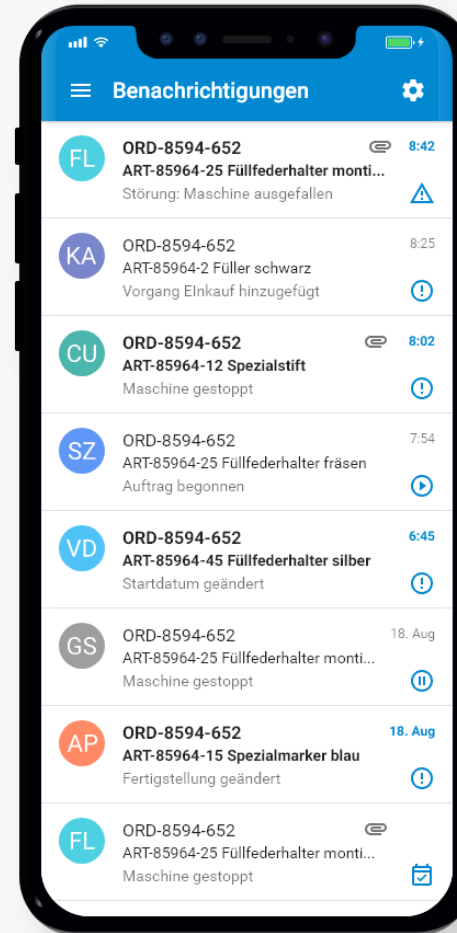 Benachrichtigungen
FL
ORD-8594-652
8:42
ART-85964-25 Füllfederhalter monti...
Störung: Maschine ausgefallen
KA
ORD-8594-652
8:25
ART-85964-2 Füller schwarz
Vorgang EInkauf hinzugefügt
CU
ORD-8594-652
8:02
ART-85964-12 Spezialstift
Maschine gestoppt
SZ
ORD-8594-652
7:54
ART-85964-25 Füllfederhalter fräsen
Auftrag begonnen
VD
ORD-8594-652
6:45
ART-85964-45 Füllfederhalter silber
Startdatum geändert
GS
ORD-8594-652
18. Aug
ART-85964-25 Füllfederhalter monti...
Maschine gestoppt
AP
ORD-8594-652
18. Aug
ART-85964-15 Spezialmarker blau
Fertigstellung geändert
FL
ORD-8594-652
ART-85964-25 Füllfederhalter monti...
Maschine gestoppt